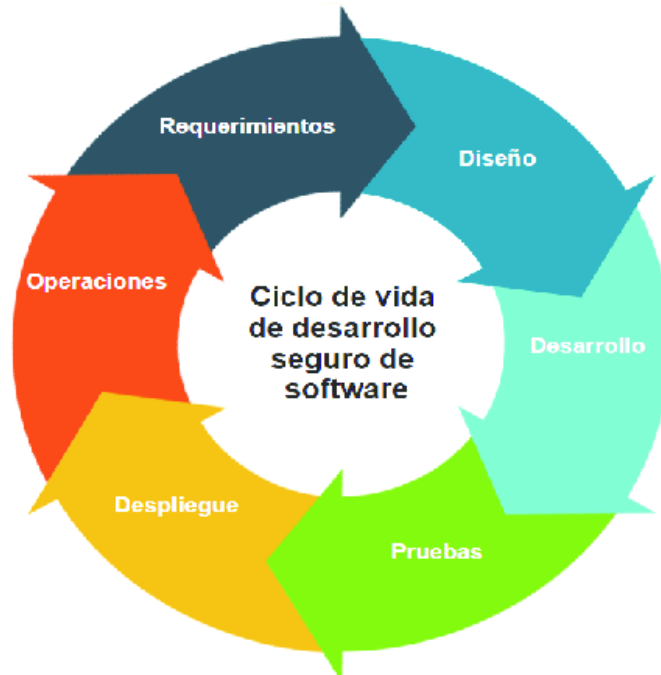 Requerimientos
Diseño
Desarrollo
Pruebas
Despliegue
Operaciones
Ciclo de vida
de desarrollo
seguro de
software